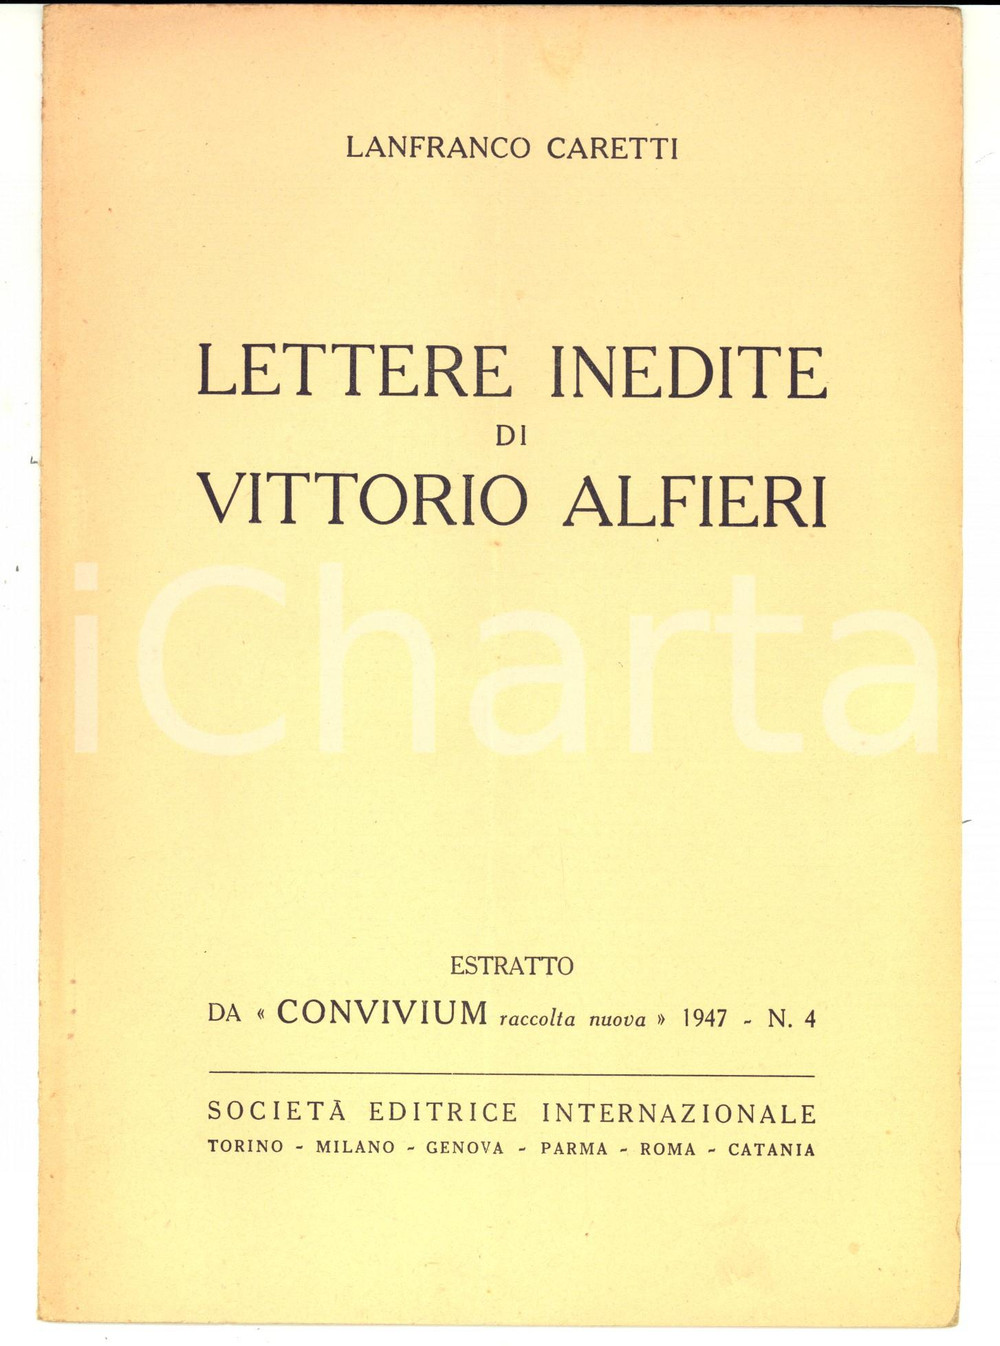 LANFRANCO CARETTI
LETTERE INEDITE
DI
VITTORIO ALFIERI
iCharta
ESTRATTO
DA « CONVIVIUM raccolta nuova » 1947 - N. 4
SOCIETÀ EDITRICE INTERNAZIONALE
TORINO - MILANO - GENOVA - PARMA - ROMA - CATANIA